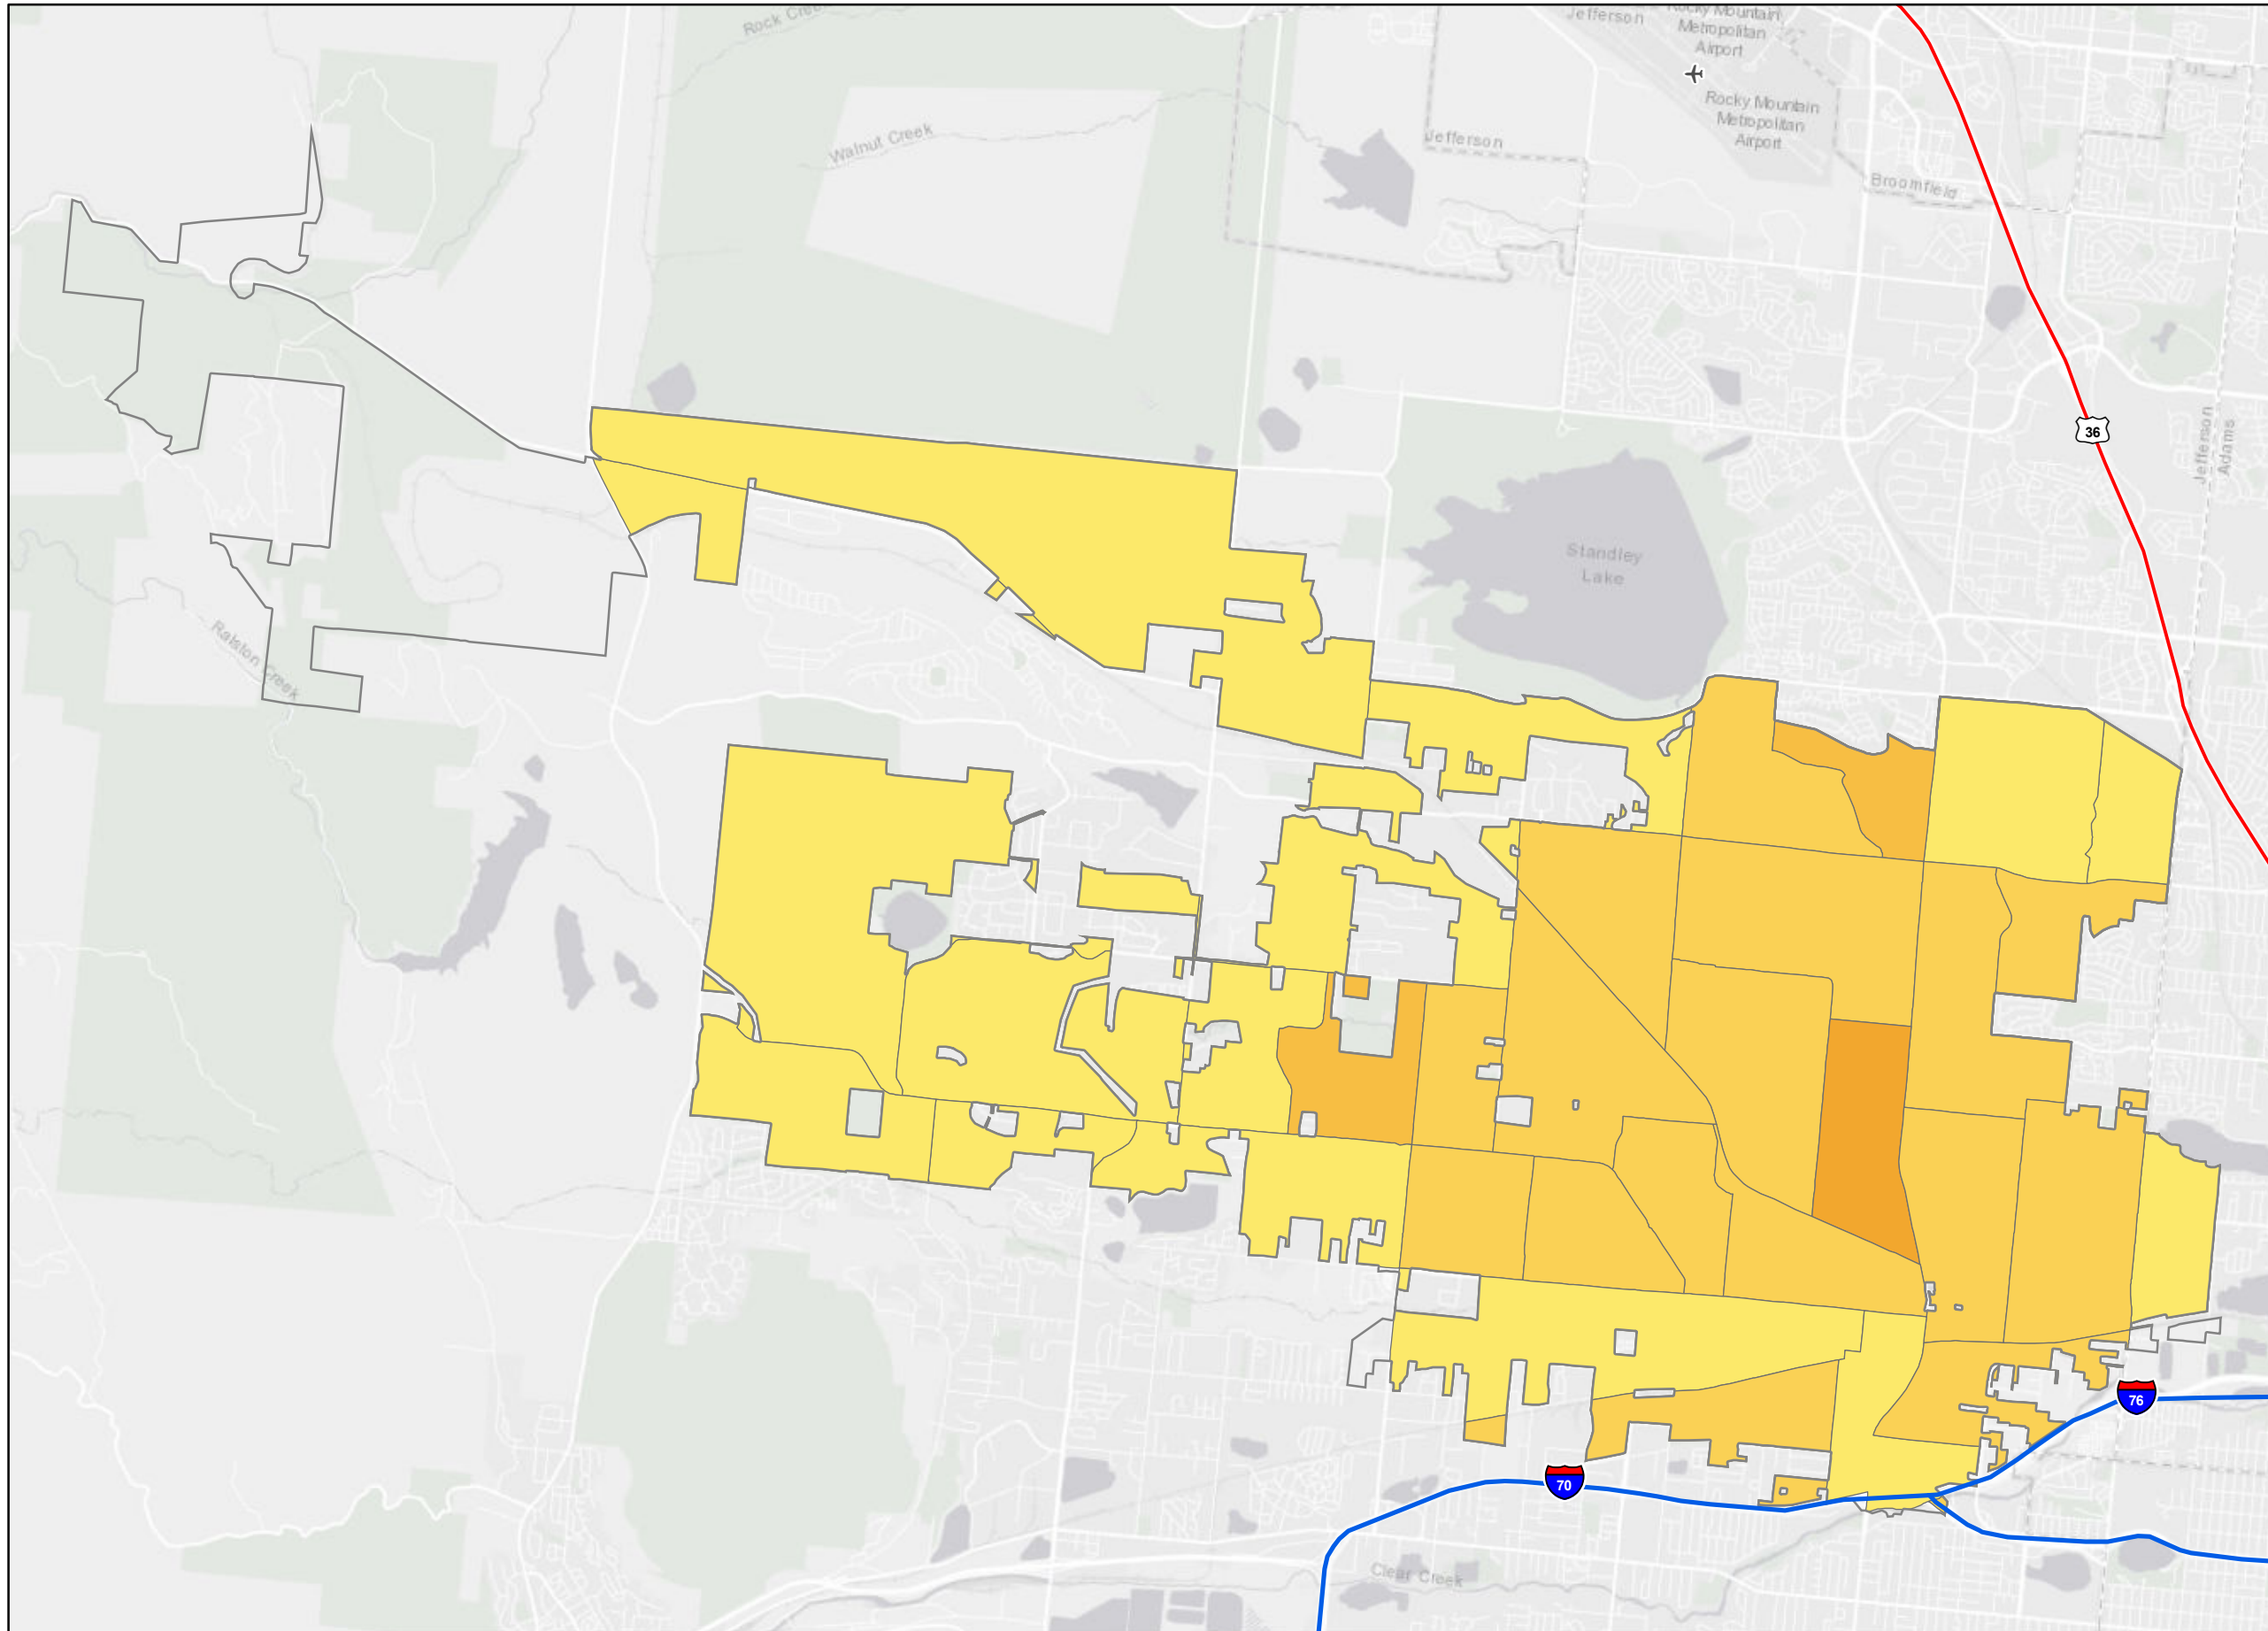 Rock Creek
Jefferson
Rocky Mountain
Metropolitan
Airport
Rocky Mountain
Metropolitan
Airport
Walnut Creek
Jefferson
Broomfield
36
Jefferson
Adams
Standley
Lake
Ralston Creek
76
70
Clear Creek